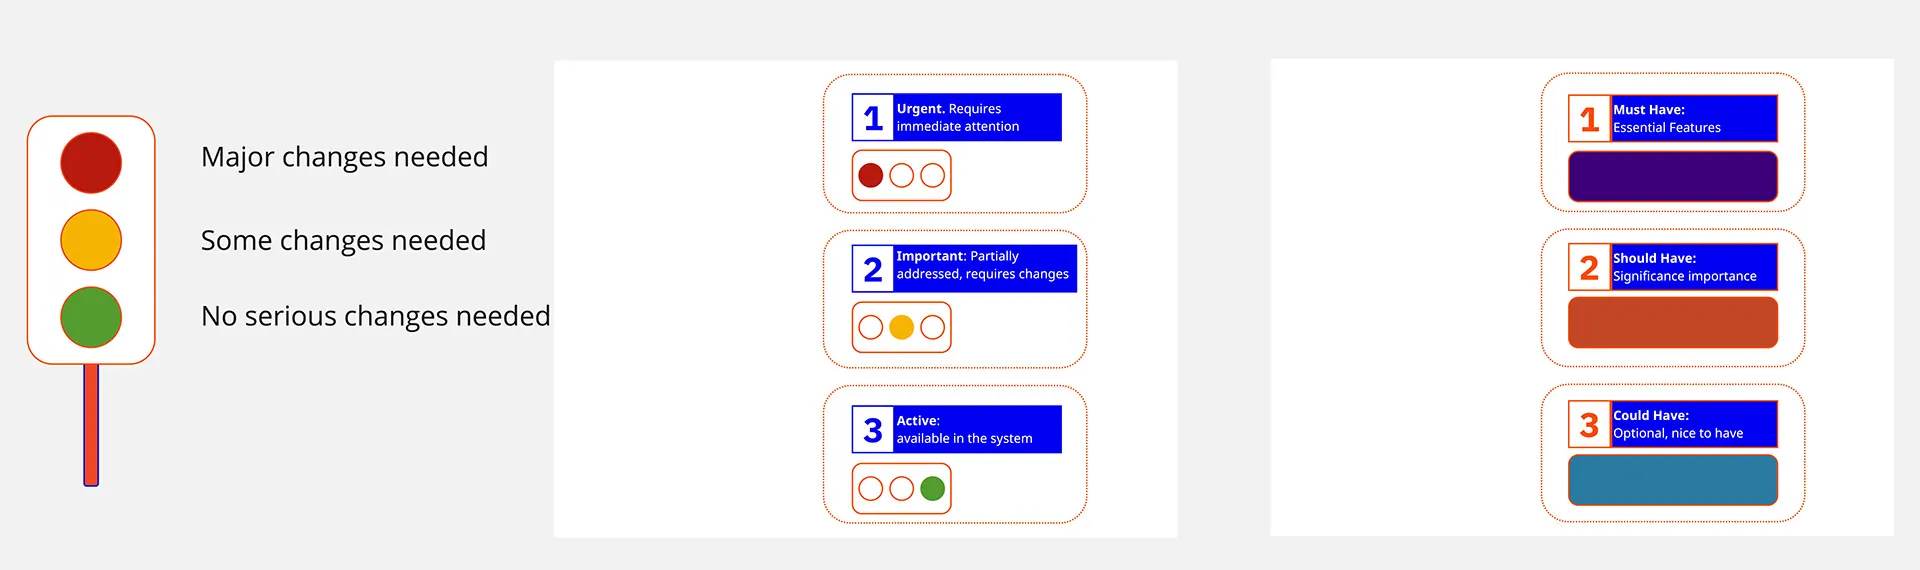 Major changes needed
Some changes needed
No serious changes needed
1
Urgent. Requires
immediate attention
2
Important: Partially
addressed, requires changes
3
Active:
available in the system
1
Must Have:
Essential Features
2
Should Have:
Significance importance
3
Could Have:
Optional, nice to have